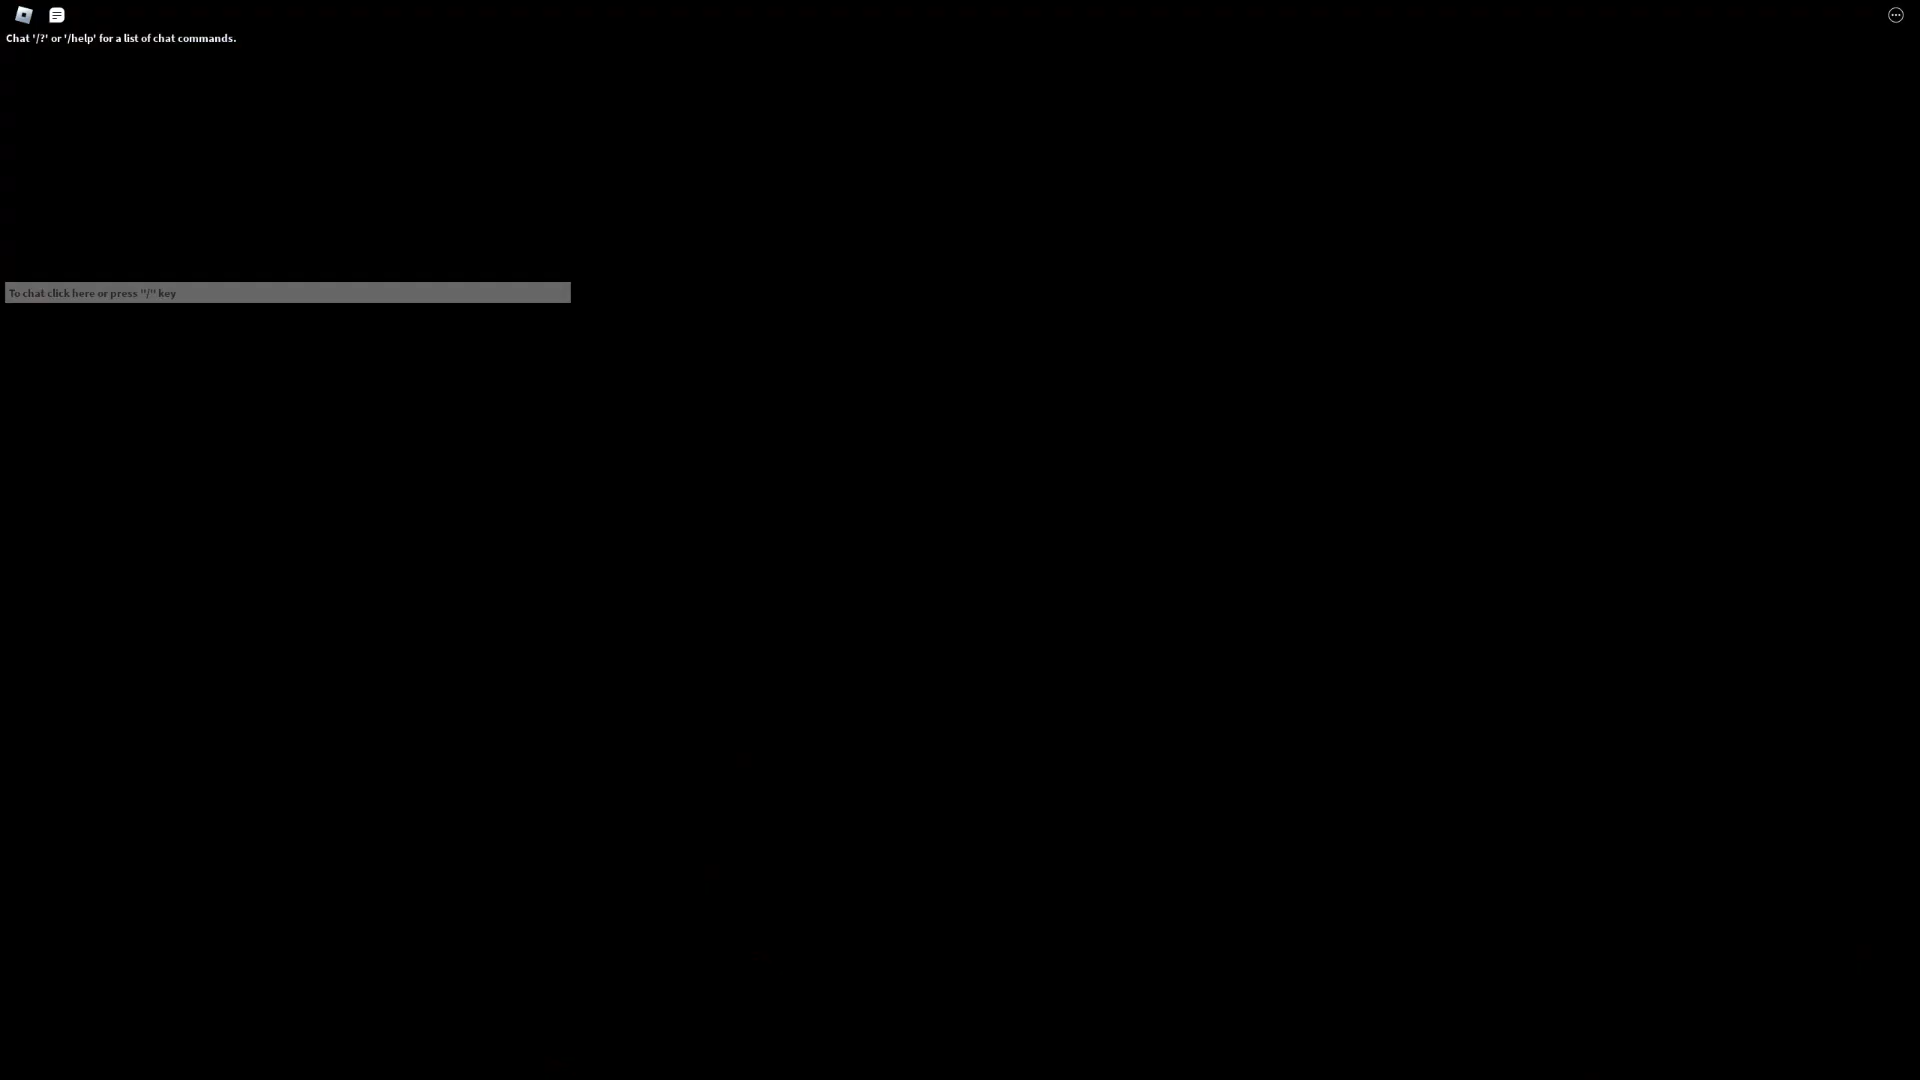 Chat '/?' or '/help' for a list of chat commands.
To chat click here or press "/" key